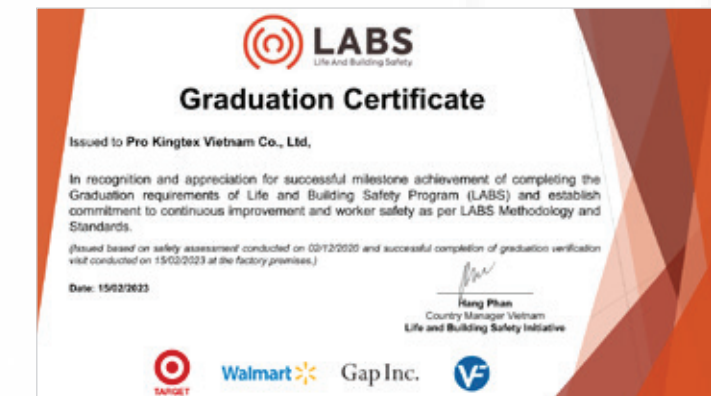 LABS
Life And Building Safety
Graduation Certificate
Issued to Pro Kingtex Vietnam Co., Ltd,
In recognition and appreciation for successful milestone achievement of completing the
Graduation requirements of Life and Building Safety Program (LABS) and establish
commitment to continuous improvement and worker safety as per LABS Methodology and
Standards.
(Issued based on safety assessment conducted on 02/12/2020 and successful completion of graduation verification
visit conducted on 15/02/2023 at the factory premises.)
Date: 15/02/2023
Hang Phan
Country Manager Vietnam
Life and Building Safety Initiative
TARGET
Walmart
Gap Inc.
VF